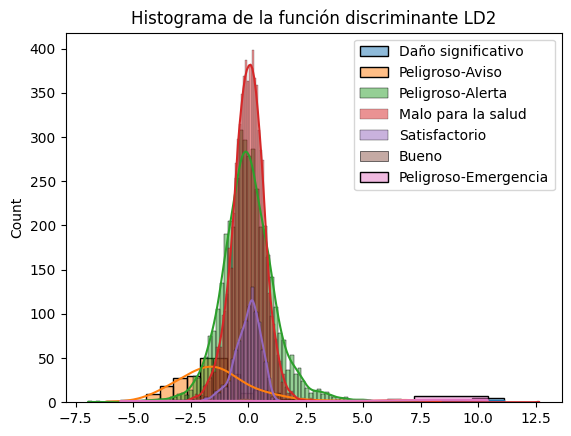 Histograma de la función discriminante LD2
Count
400
350
300
250
200
150
100
50
0
Daño significativo
Peligroso-Aviso
Peligroso-Alerta
Malo para la salud
Satisfactorio
Bueno
Peligroso-Emergencia
-7.5 -5.0 -2.5 0.0 2.5 5.0 7.5 10.0 12.5